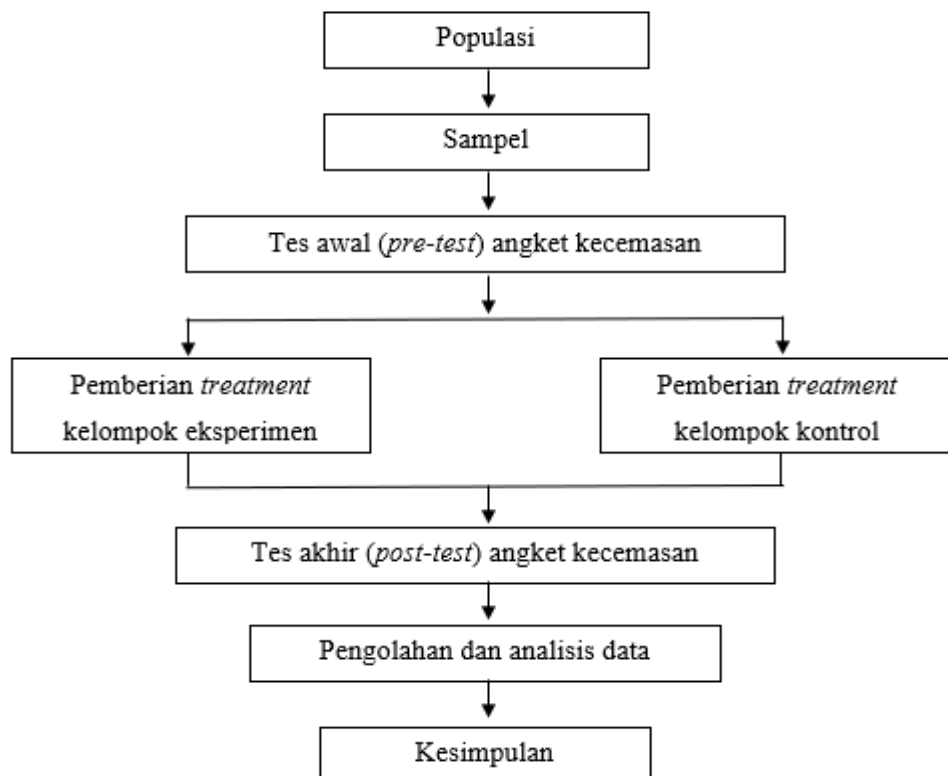 Populasi
Sampel
Tes awal (pre-test) angket kecemasan
Pemberian treatment
kelompok eksperimen
Pemberian treatment
kelompok kontrol
Tes akhir (post-test) angket kecemasan
Pengolahan dan analisis data
Kesimpulan